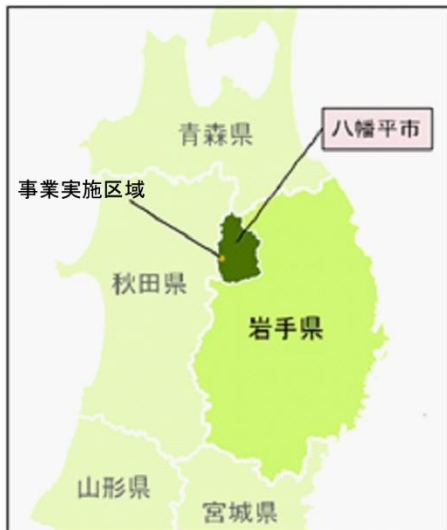 青森県
八幡平市
事業実施区域
秋田県
岩手県
山形県
宮城県